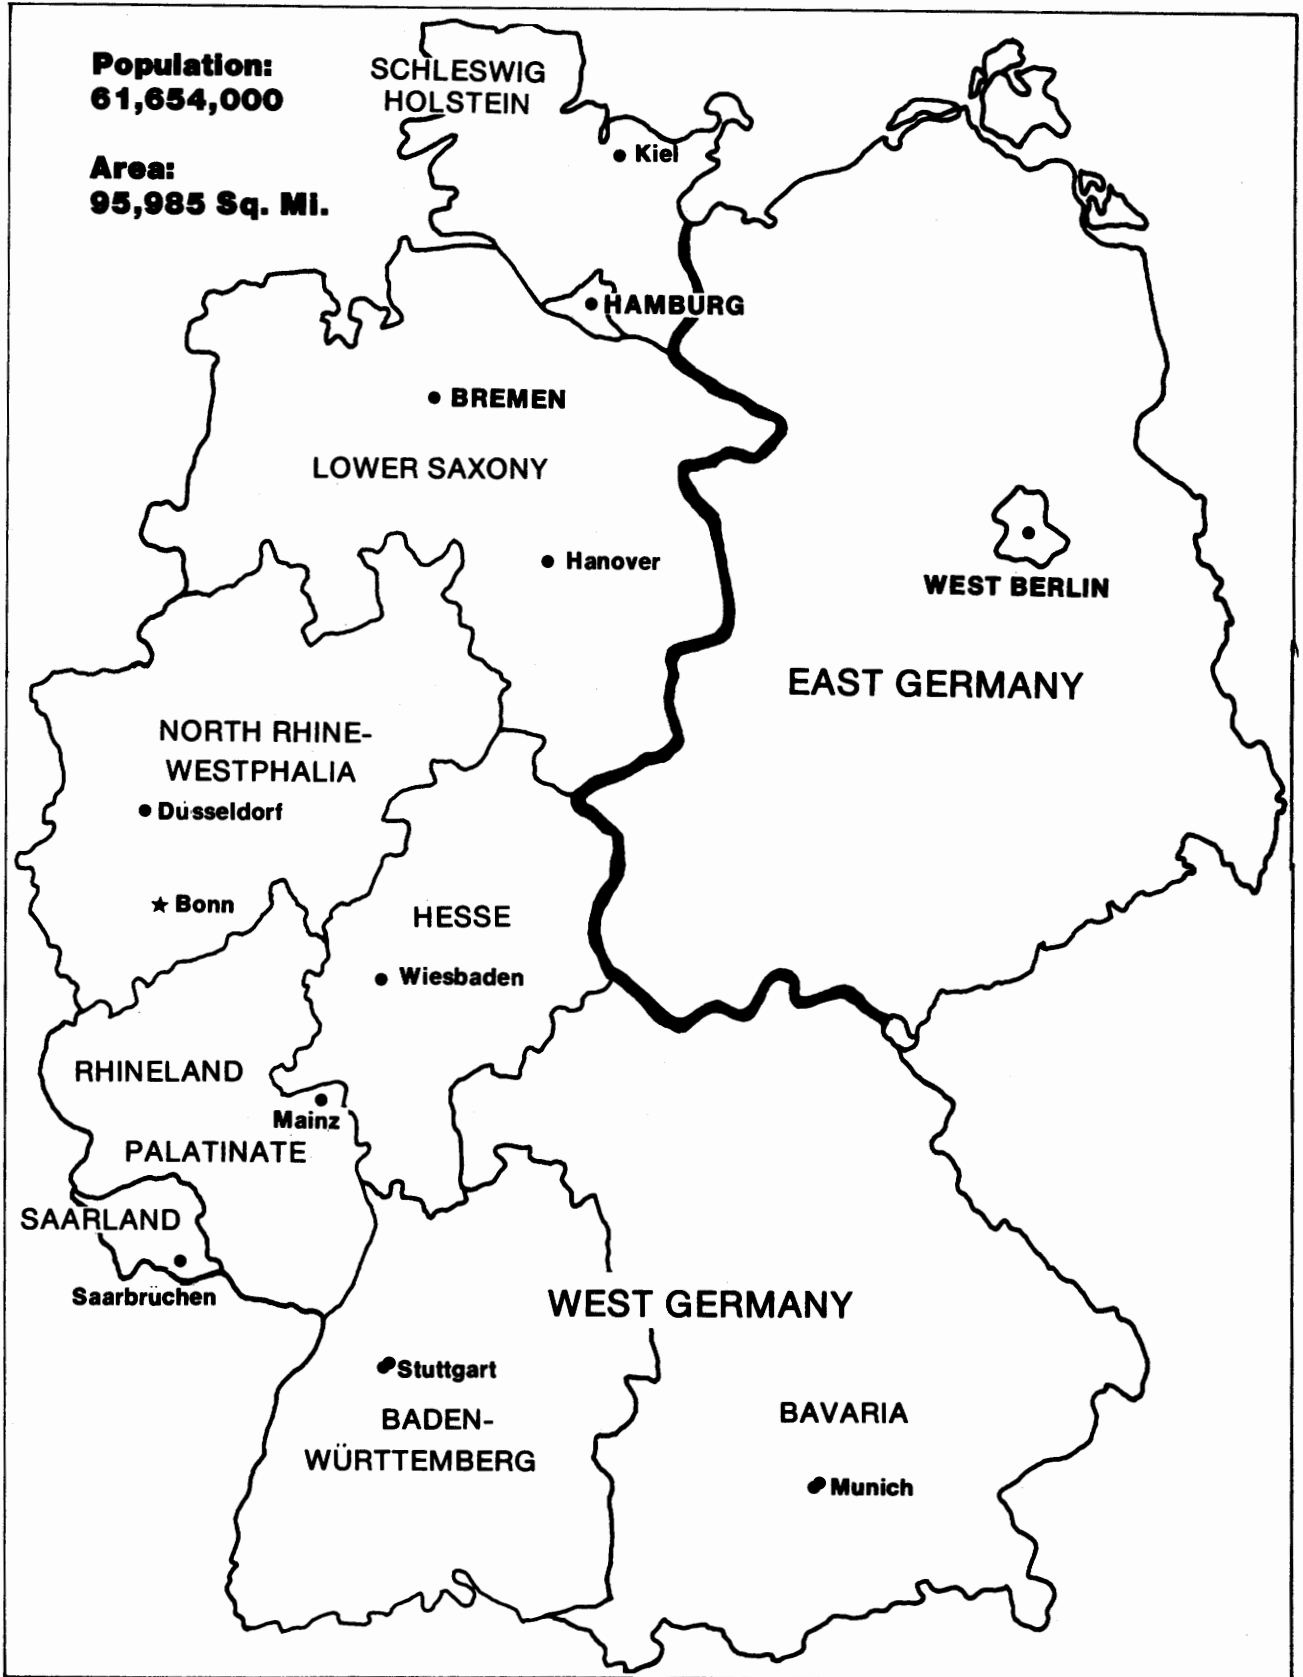 Population:
61,654,000
Area:
95,985 Sq. Mi.
SCHLESWIG
HOLSTEIN
Kiel
HAMBURG
BREMEN
LOWER SAXONY
Hanover
WEST BERLIN
EAST GERMANY
NORTH RHINE-
WESTPHALIA
Düsseldorf
Bonn
HESSE
Wiesbaden
RHINELAND
Mainz
PALATINATE
SAARLAND
Saarbrüchen
WEST GERMANY
Stuttgart
BADEN-
WÜRTTEMBERG
BAVARIA
Munich